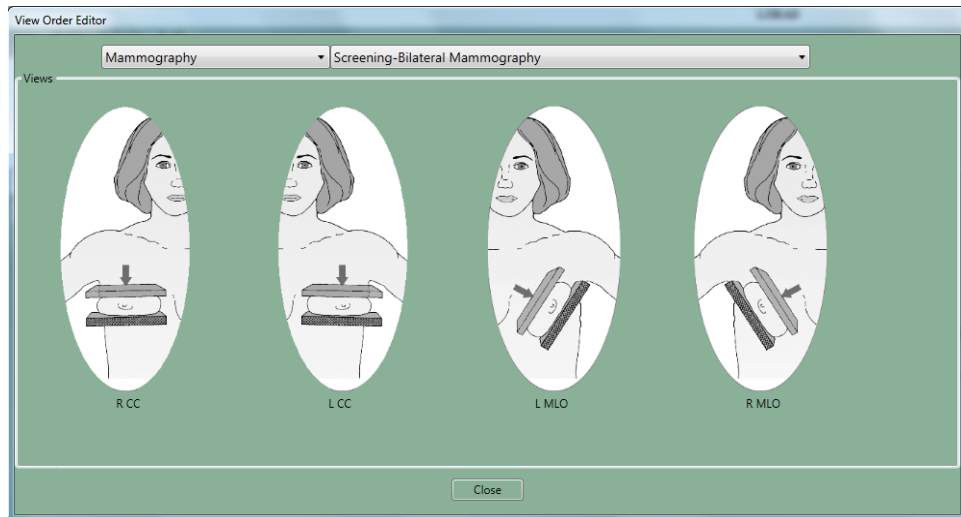 View Order Editor
Mammography
Screening-Bilateral Mammography
Views
R CC
L CC
L MLO
R MLO
Close